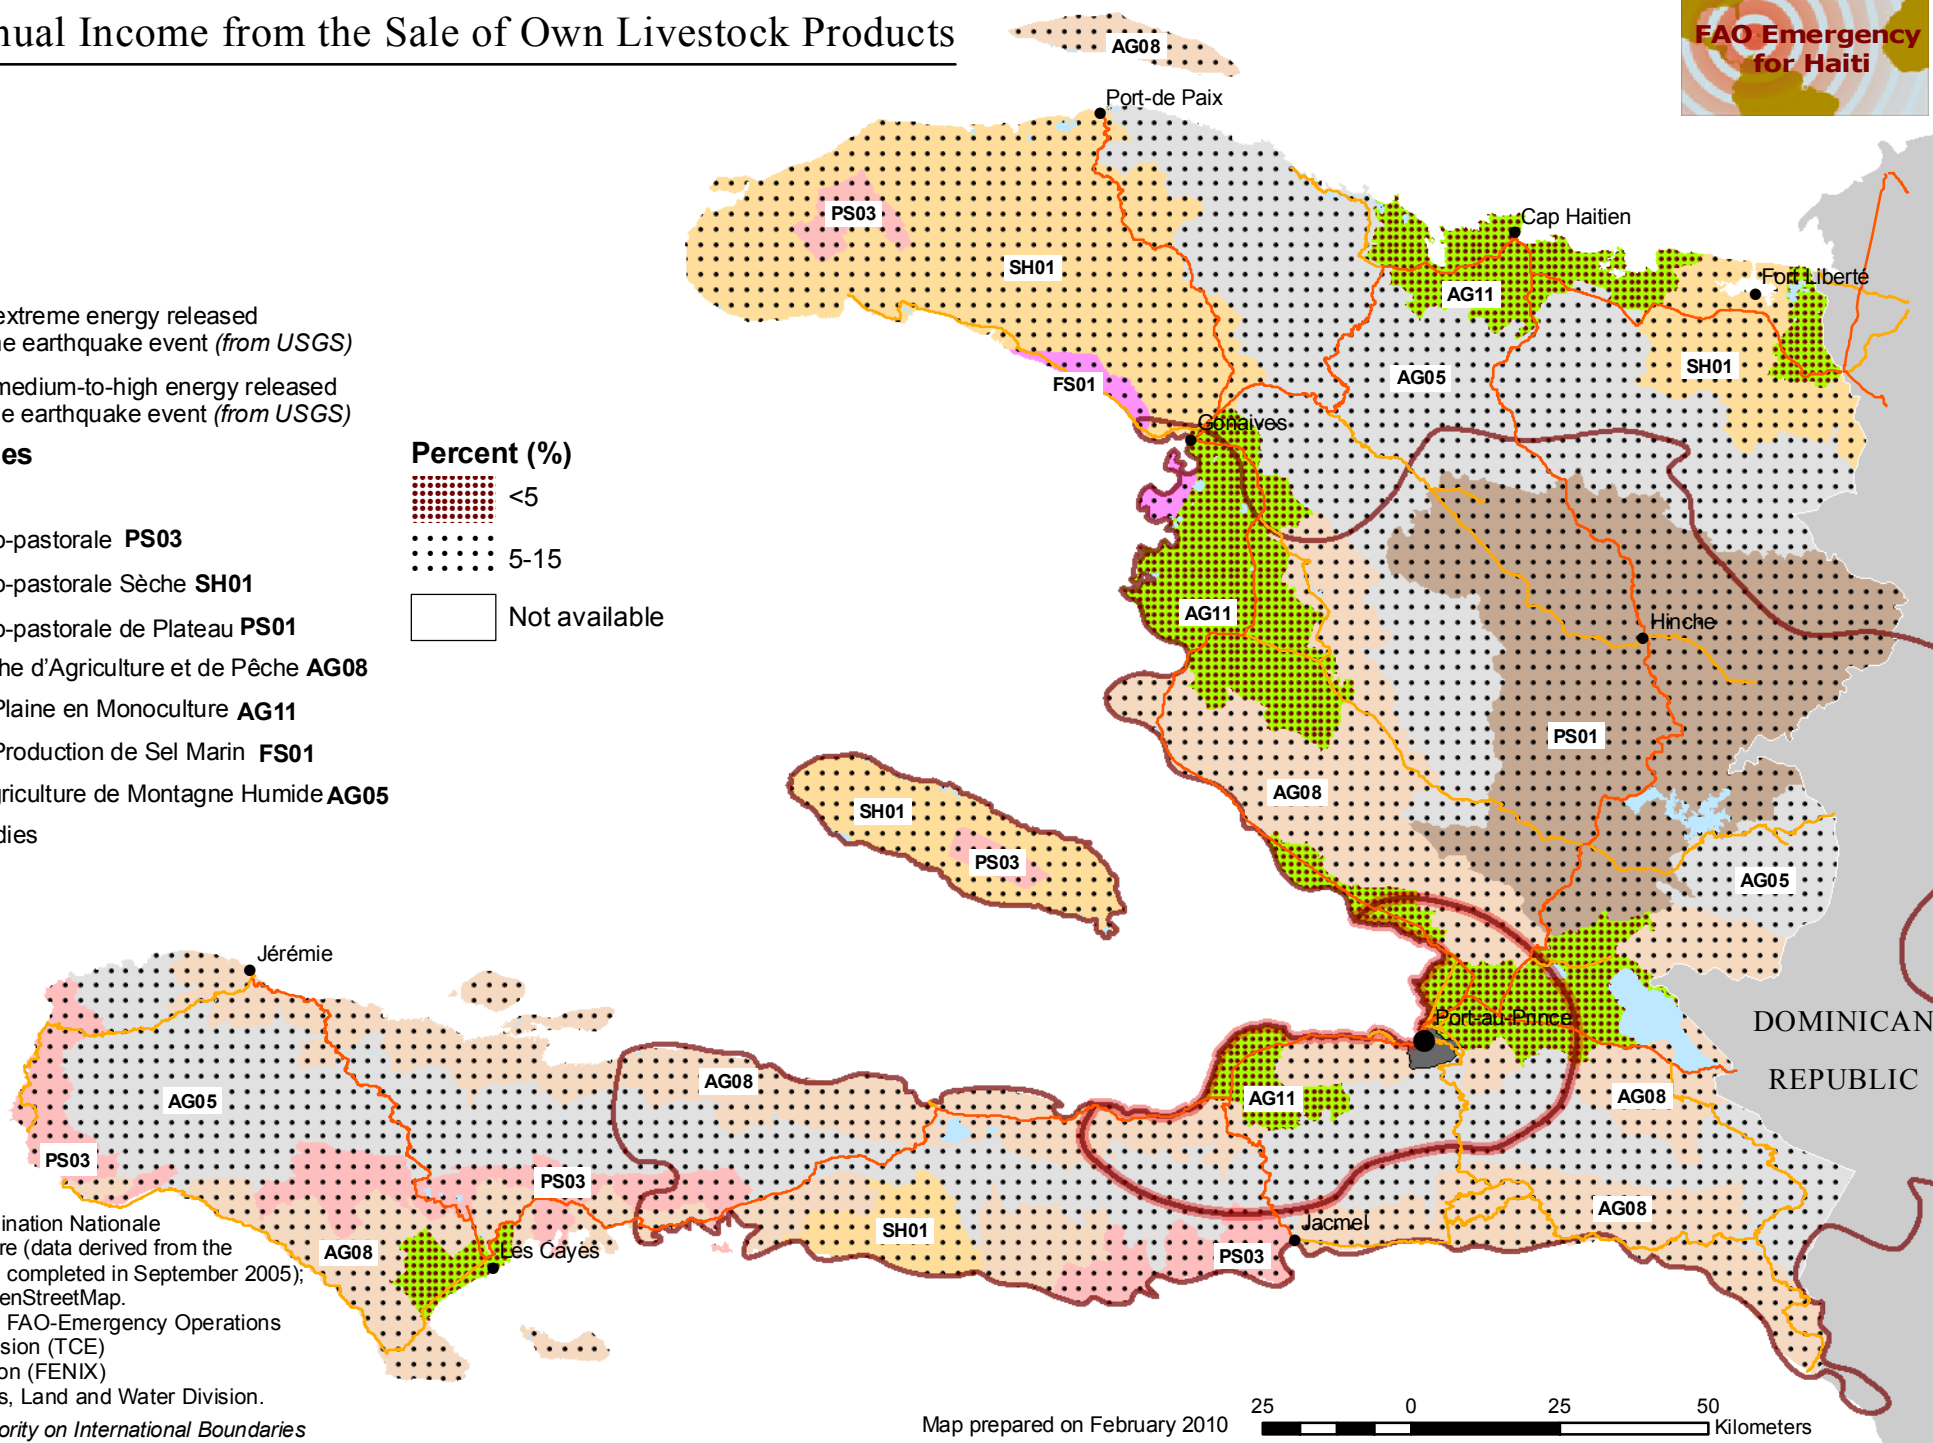 nual Income from the Sale of Own Livestock Products
FAO Emergency
for Haiti
AG08
Port-de Paix
PS03
SH01
Cap Haitien
AG11
Fort Liberté
extreme energy released
e earthquake event (from USGS)
medium-to-high energy released
e earthquake event (from USGS)
es
Percent (%)
<5
5-15
Not available
o-pastorale PS03
o-pastorale Sèche SH01
o-pastorale de Plateau PS01
he d'Agriculture et de Pêche AG08
Plaine en Monoculture AG11
Production de Sel Marin FS01
griculture de Montagne Humide AG05
dies
FS01
AG05
SH01
Gonaives
AG11
Hinche
PS01
AG08
SH01
PS03
AG05
Jérémie
Port-au-Prince
DOMINICAN
REPUBLIC
AG08
AG05
AG11
AG08
PS03
PS03
AG08
SH01
PS03
Jacmel
AG08
Les Cayes
ination Nationale
re (data derived from the
completed in September 2005);
enStreetMap.
FAO-Emergency Operations
sion (TCE)
on (FENIX)
s, Land and Water Division.
ority on International Boundaries
Map prepared on February 2010
25 0 25 50
Kilometers